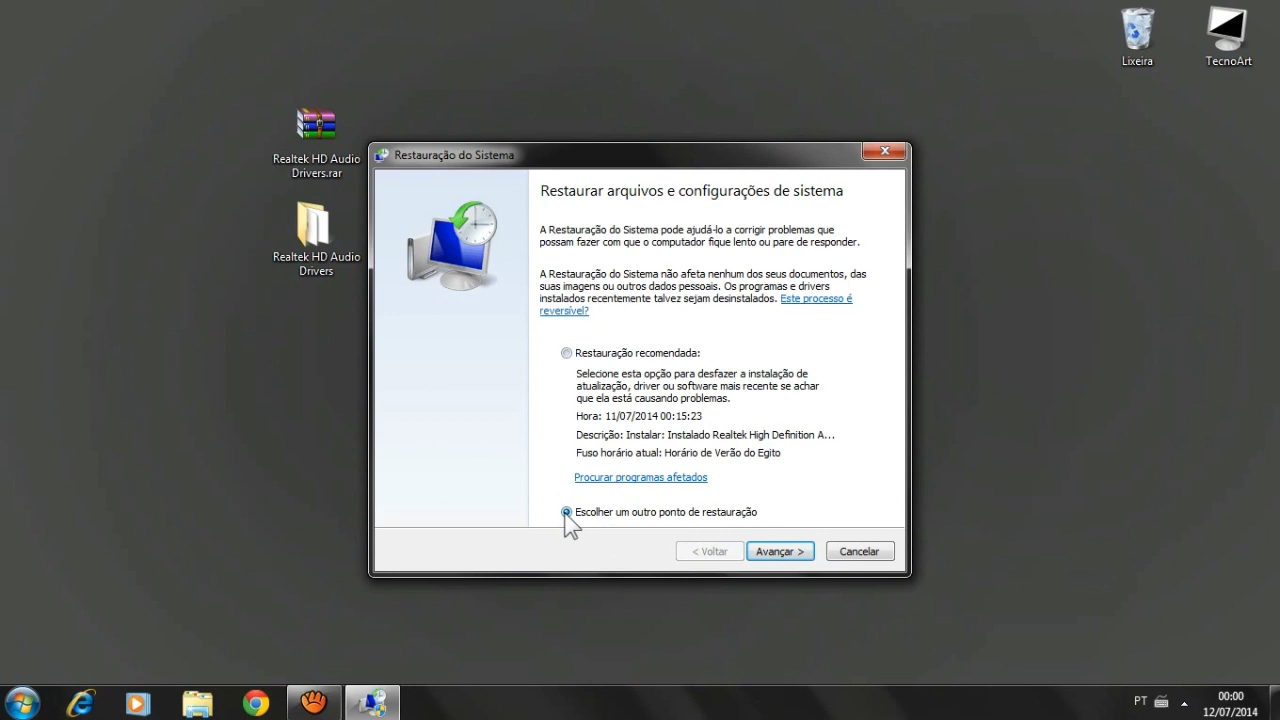 Lixeira
TecnoArt
Realtek HD Audio
Drivers.rar
Realtek HD Audio
Drivers
Restauração do Sistema
Restaurar arquivos e configurações de sistema
A Restauração do Sistema pode ajudá-lo a corrigir problemas que
possam fazer com que o computador fique lento ou pare de responder.
A Restauração do Sistema não afeta nenhum dos seus documentos, das
suas imagens ou outros dados pessoais. Os programas e drivers
instalados recentemente talvez sejam desinstalados. Este processo é
reversível?
Restauração recomendada:
Selecione esta opção para desfazer a instalação de
atualização, driver ou software mais recente se achar
que ela está causando problemas.
Hora: 11/07/2014 00:15:23
Descrição: Instalar: Instalado Realtek High Definition A...
Fuso horário atual: Horário de Verão do Egito
Procurar programas afetados
Escolher um outro ponto de restauração
< Voltar
Avançar >
Cancelar
PT
00:00
12/07/2014